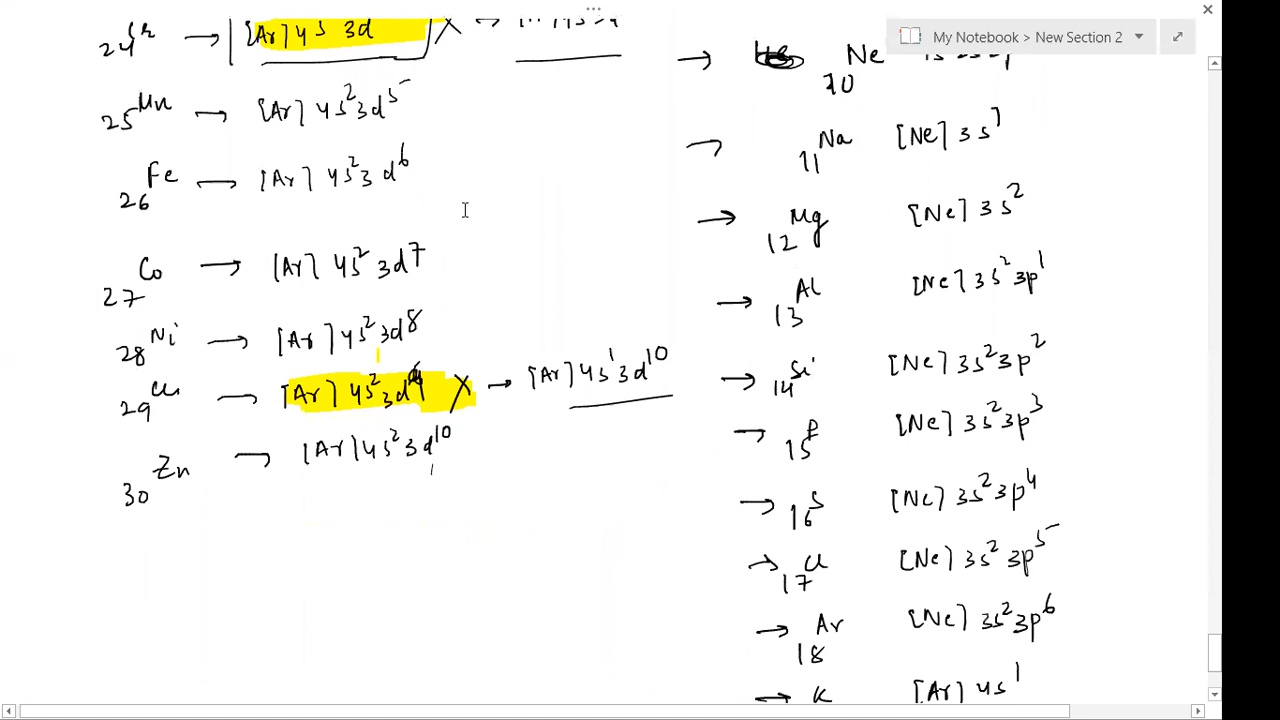 My Notebook > New Section 2
24Cr → [Ar] 4s 3d X →
25Mn → [Ar] 4s² 3d⁵
26Fe → [Ar] 4s² 3d⁶
27Co → [Ar] 4s² 3d⁷
28Ni → [Ar] 4s² 3d⁸
29Cu → [Ar] 4s² 3d⁹ X → [Ar] 4s¹ 3d¹⁰
30Zn → [Ar] 4s² 3d¹⁰
→ 10Ne
→ 11Na [Ne] 3s¹
→ 12Mg [Ne] 3s²
→ 13Al [Ne] 3s² 3p¹
→ 14Si [Ne] 3s² 3p²
→ 15P [Ne] 3s² 3p³
→ 16S [Ne] 3s² 3p⁴
→ 17Cl [Ne] 3s² 3p⁵
→ 18Ar [Ne] 3s² 3p⁶
→ K [Ar] 4s¹